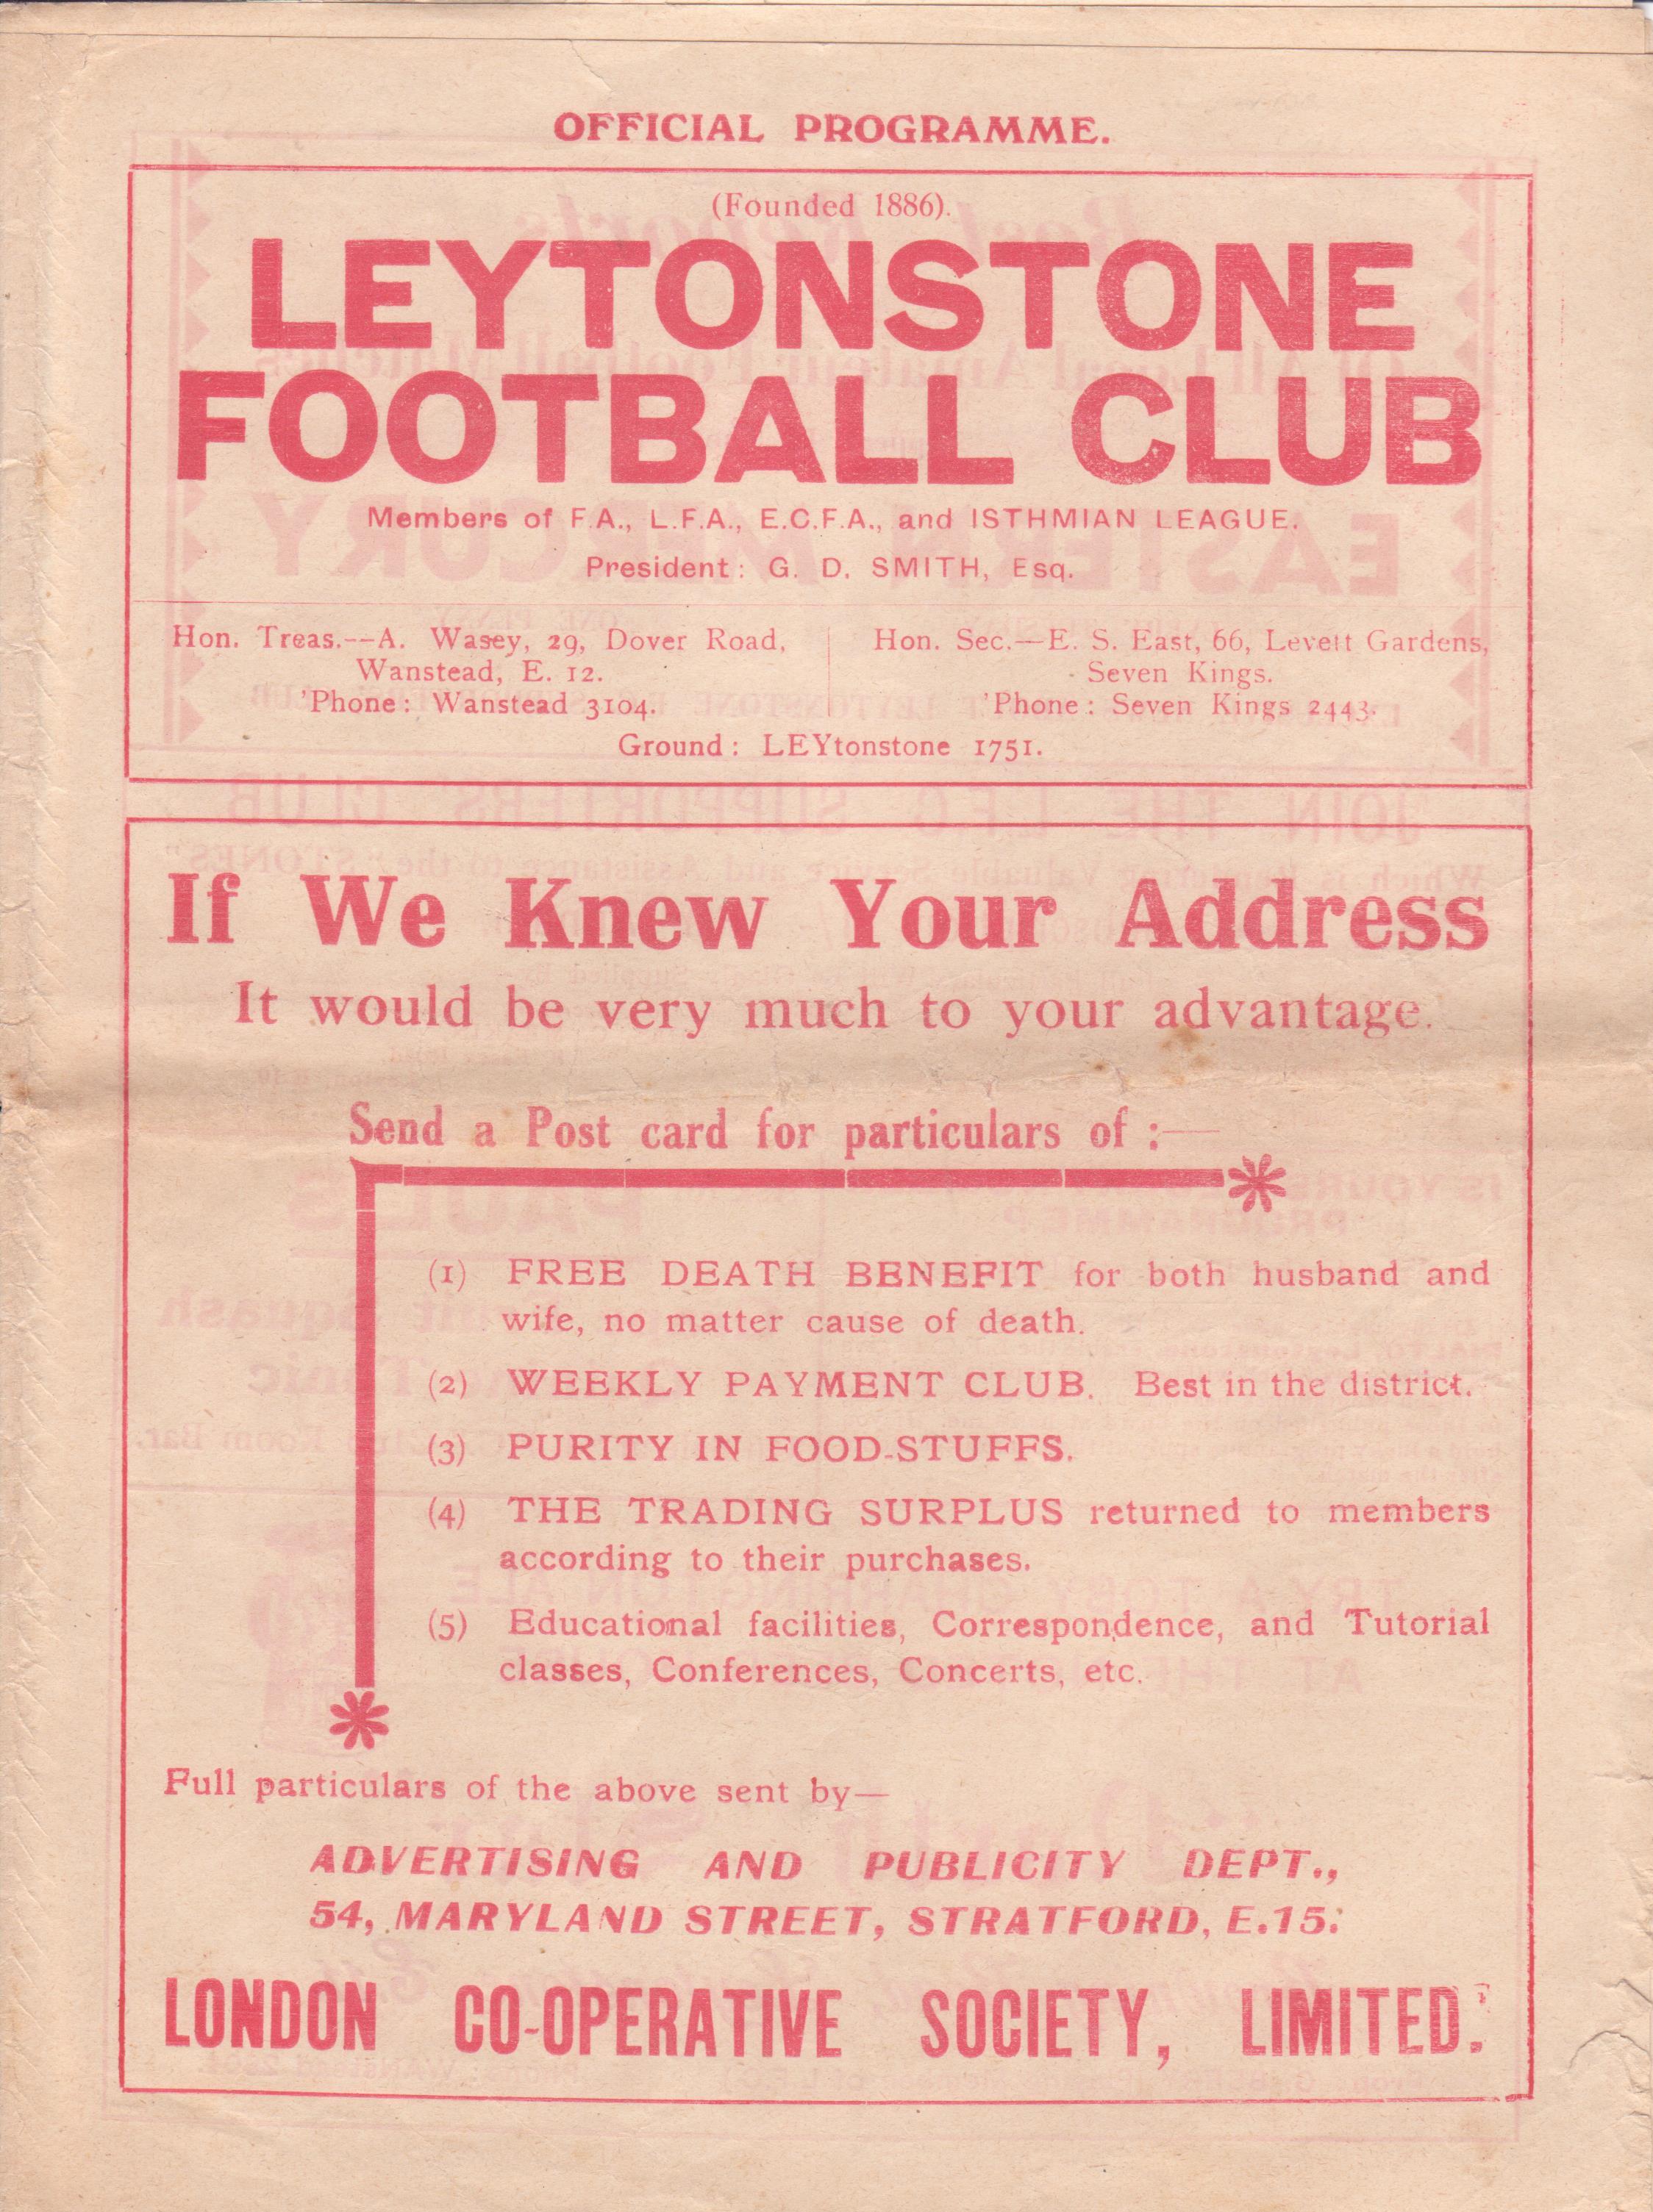 OFFICIAL PROGRAMME.
(Founded 1886).
LEYTONSTONE
FOOTBALL CLUB
Members of F.A., L.F.A., E.C.F.A., and ISTHMIAN LEAGUE.
President: G. D. SMITH, Esq.
Hon. Treas.--A. Wasey, 29, Dover Road,
Wanstead, E. 12.
'Phone: Wanstead 3104.
Hon. Sec.—E. S. East, 66, Levett Gardens,
Seven Kings.
'Phone: Seven Kings 2443.
Ground: LEYtonstone 1751.
If We Knew Your Address
It would be very much to your advantage.
Send a Post card for particulars of :—
(1) FREE DEATH BENEFIT for both husband and
wife, no matter cause of death.
(2) WEEKLY PAYMENT CLUB. Best in the district.
(3) PURITY IN FOOD-STUFFS.
(4) THE TRADING SURPLUS returned to members
according to their purchases.
(5) Educational facilities, Correspondence, and Tutorial
classes, Conferences, Concerts, etc.
Full particulars of the above sent by—
ADVERTISING AND PUBLICITY DEPT.,
54, MARYLAND STREET, STRATFORD, E.15.
LONDON CO-OPERATIVE SOCIETY, LIMITED.